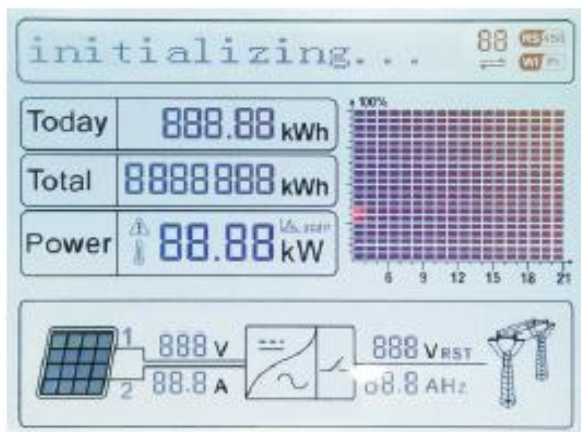 initializing...
88 RS485
WiFi
100%
Today 888.88 kWh
Total 8888888 kWh
Power 88.88 kW
6 9 12 15 18 21
1
888 V 888 VRST
2 88.8 A 8.8 AHz